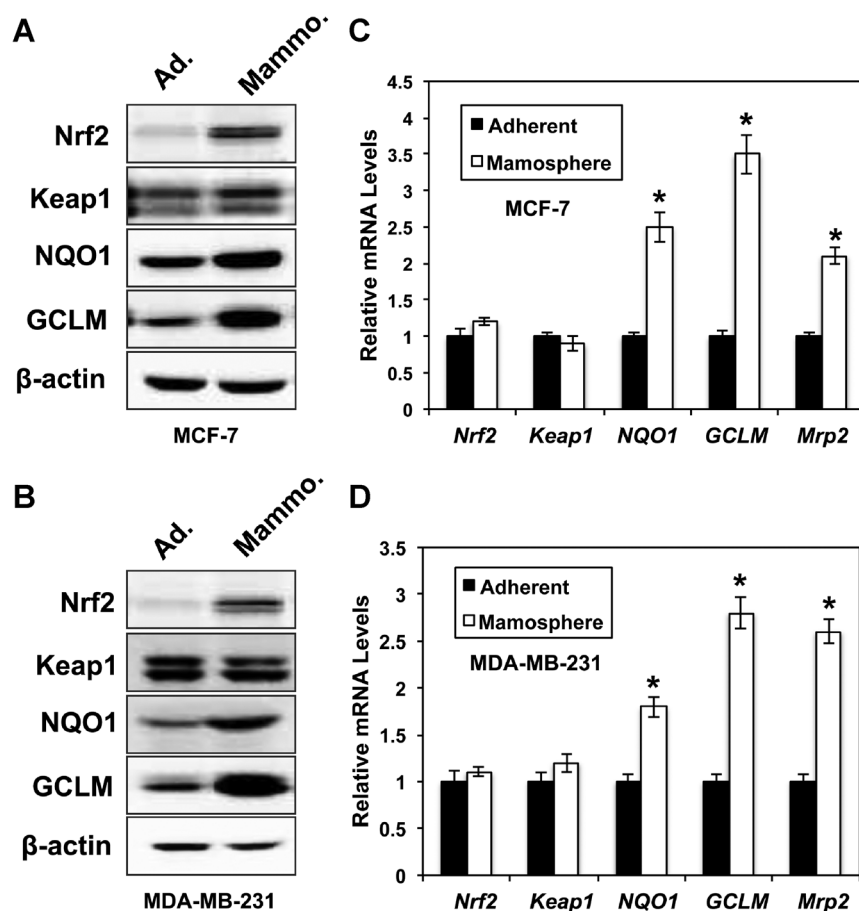 A
Ad. Mammo.
Nrf2
Keap1
NQO1
GCLM
β-actin
MCF-7
C
4.5
4
3.5
3
2.5
2
1.5
1
0.5
0
Relative mRNA Levels
Adherent
Mamosphere
MCF-7
*
*
*
Nrf2 Keap1 NQO1 GCLM Mrp2
B
Ad. Mammo.
Nrf2
Keap1
NQO1
GCLM
β-actin
MDA-MB-231
D
3.5
3
2.5
2
1.5
1
0.5
0
Relative mRNA Levels
Adherent
Mamosphere
MDA-MB-231
*
*
*
Nrf2 Keap1 NQO1 GCLM Mrp2